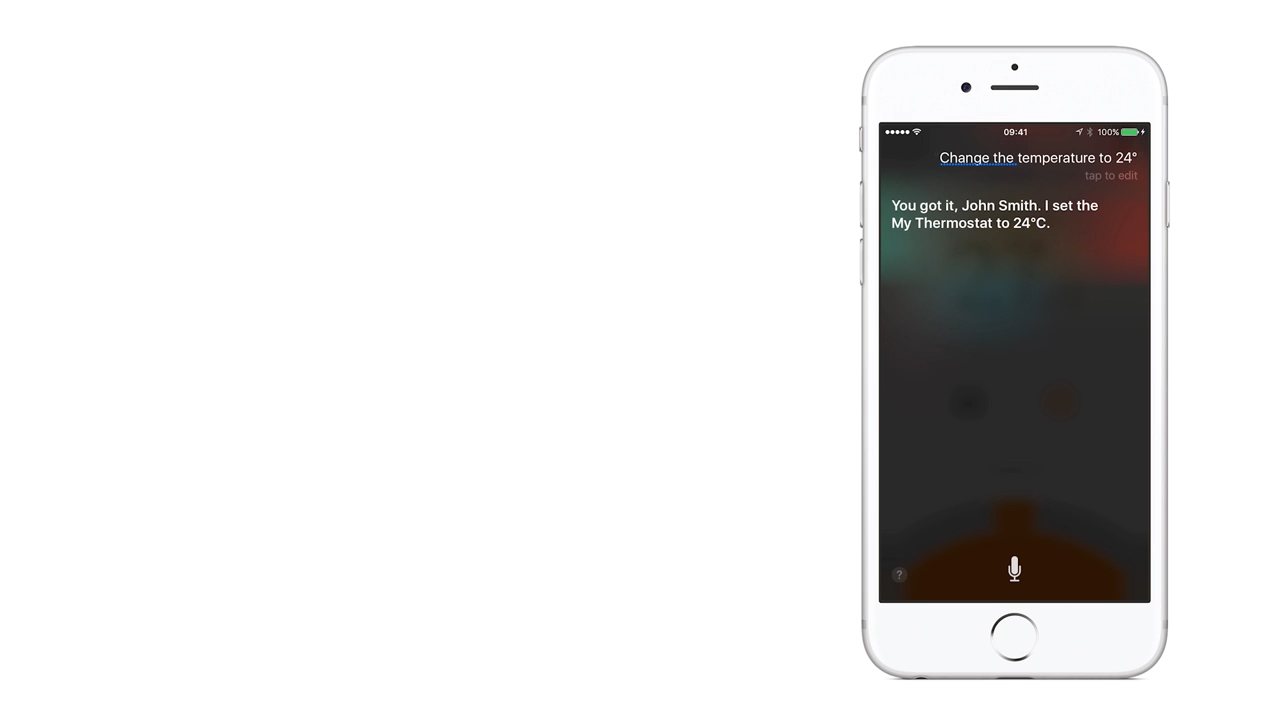 09:41
100%
Change the temperature to 24°
tap to edit
You got it, John Smith. I set the
My Thermostat to 24°C.
?